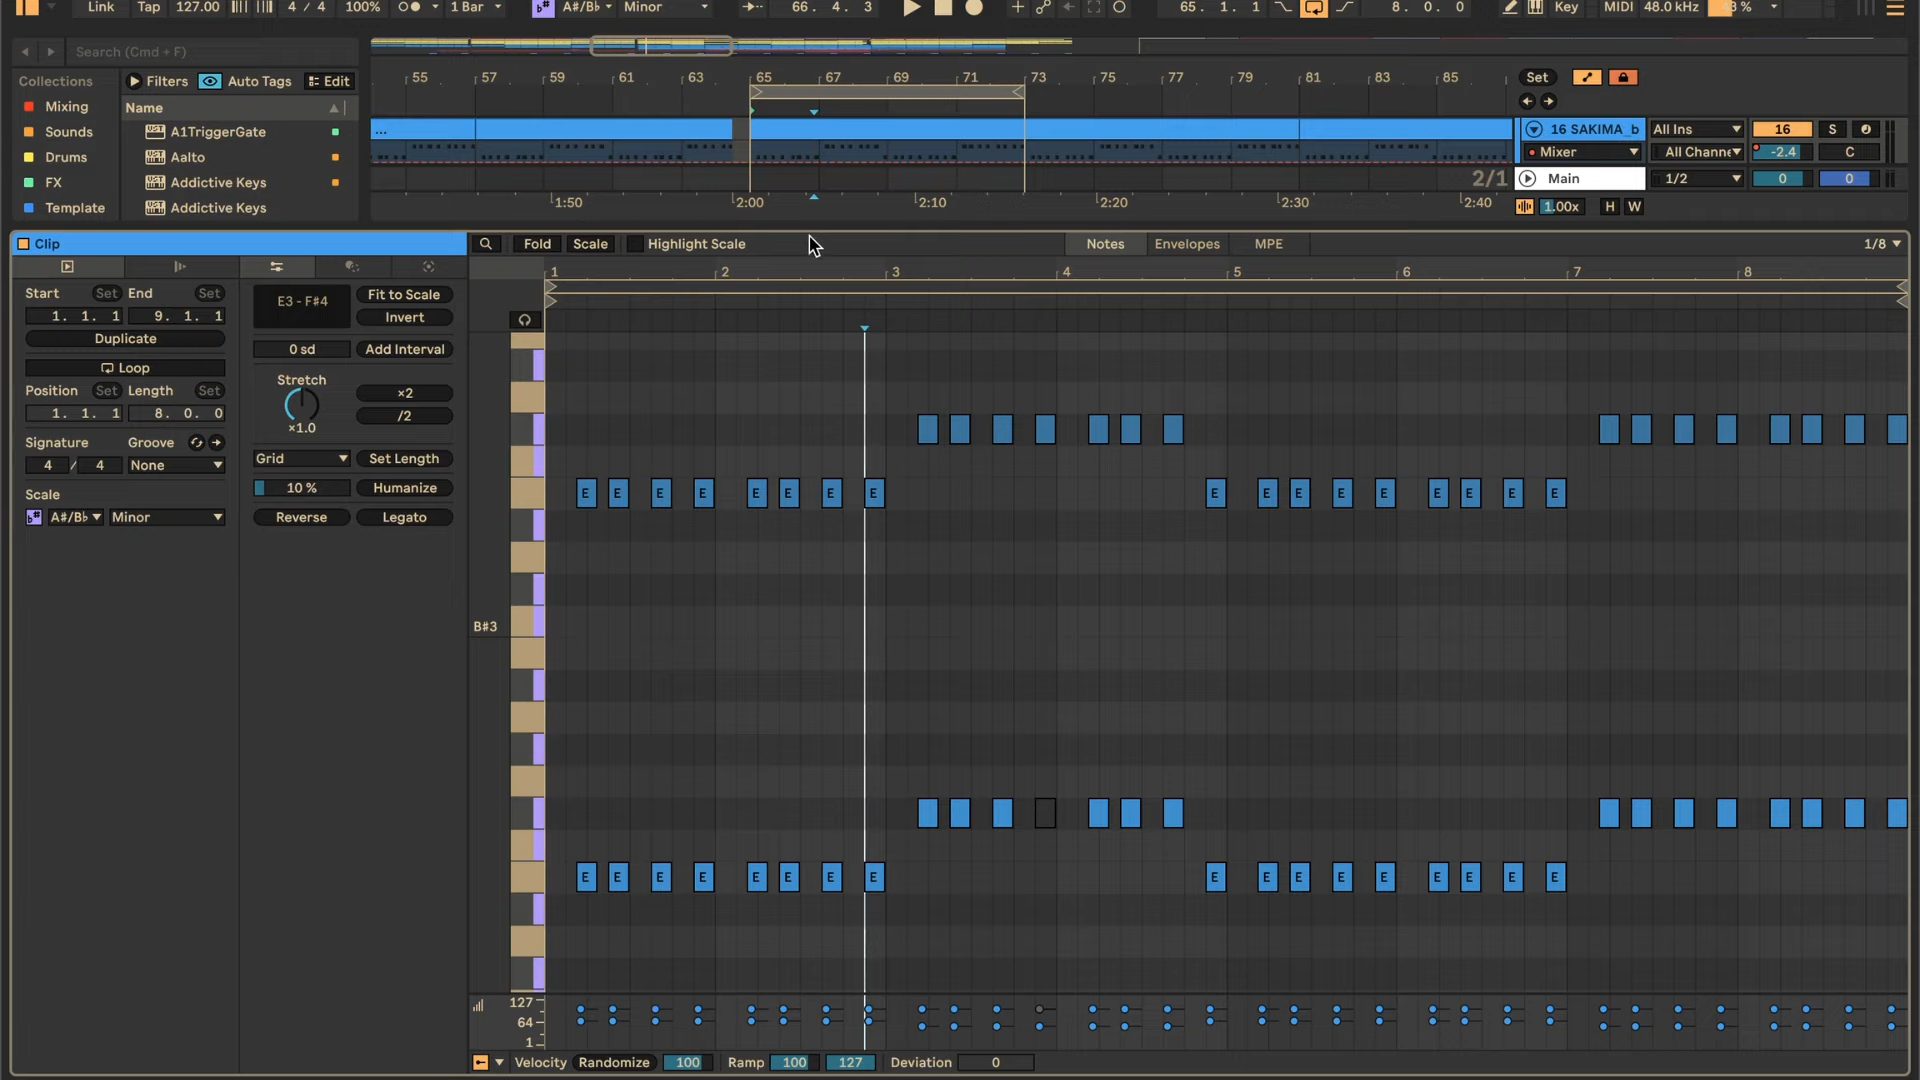 Link Tap 127.00 4 / 4 100% 1 Bar A#/B♭ Minor 66. 4. 3 65. 1. 1 8. 0. 0 Key MIDI 48.0 kHz
Search (Cmd + F)
Collections Filters Auto Tags Edit
55 57 59 61 63 65 67 69 71 73 75 77 79 81 83 85 Set
Mixing Name
Sounds A1TriggerGate ... 16 SAKIMA_b All Ins 16 S
Drums Aalto Mixer All Channe -2.4 C
FX Addictive Keys 2/1 Main 1/2 0 0
Template Addictive Keys 1:50 2:00 2:10 2:20 2:30 2:40 1.00x H W
Clip Fold Scale Highlight Scale Notes Envelopes MPE 1/8
1 2 3 4 5 6 7 8
Start Set End Set E3 - F#4 Fit to Scale
1. 1. 1 9. 1. 1 Invert
Duplicate 0 sd Add Interval
Loop Stretch
Position Set Length Set ×2
1. 1. 1 8. 0. 0 /2
×1.0
Signature Groove
4 / 4 None Grid Set Length
Scale 10 % Humanize
A#/B♭ Minor Reverse Legato
E E E E E E E E E E E E E E E E E
B#3
E E E E E E E E E E E E E E E E E
127
64
1
Velocity Randomize 100 Ramp 100 127 Deviation 0